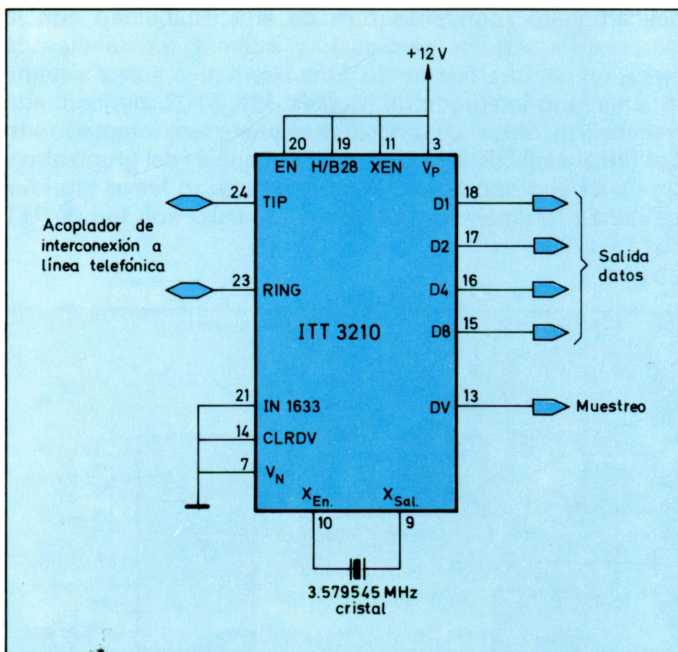 +12 V
20 19 11 3
EN H/B28 XEN VP
24 TIP
D1 18
Acoplador de
interconexión a
línea telefónica
D2 17
Salida
datos
23 RING
D4 16
ITT 3210
D8 15
21 IN 1633
DV 13 Muestreo
14 CLRDV
7 VN
XEn. XSal.
10 9
3.579545 MHz
cristal